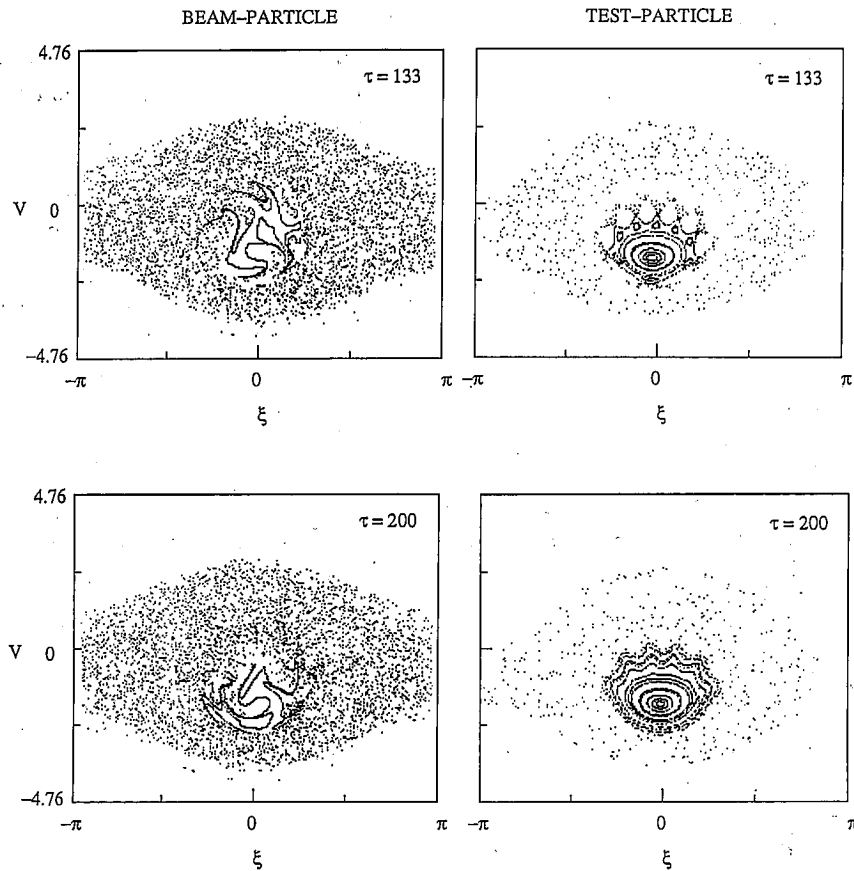 BEAM–PARTICLE
TEST–PARTICLE
4.76
τ = 133
τ = 133
V
0
–4.76
–π
0
π
–π
0
π
ξ
ξ
4.76
τ = 200
τ = 200
V
0
–4.76
–π
0
π
–π
0
π
ξ
ξ